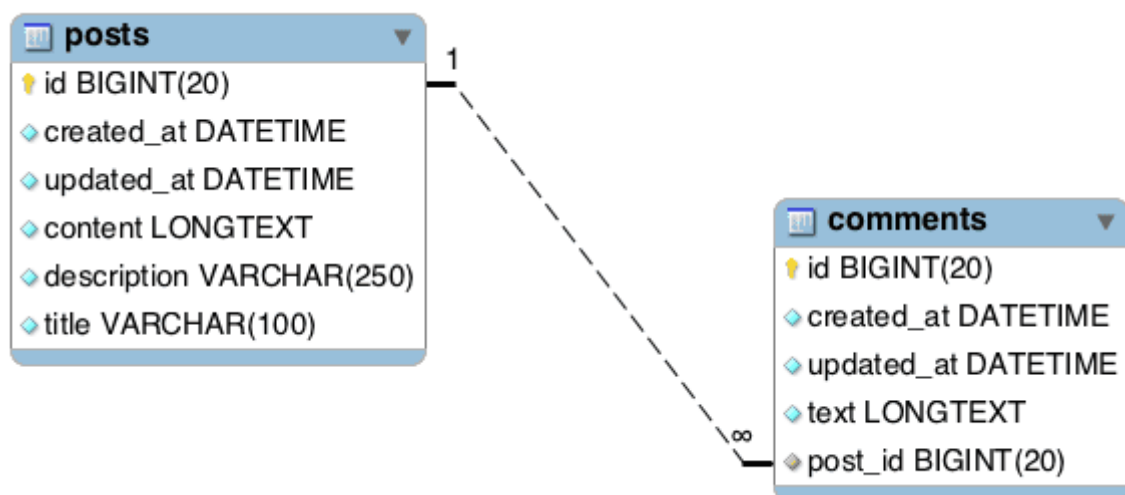 posts
id BIGINT(20)
created_at DATETIME
updated_at DATETIME
content LONGTEXT
description VARCHAR(250)
title VARCHAR(100)
1
∞
comments
id BIGINT(20)
created_at DATETIME
updated_at DATETIME
text LONGTEXT
post_id BIGINT(20)